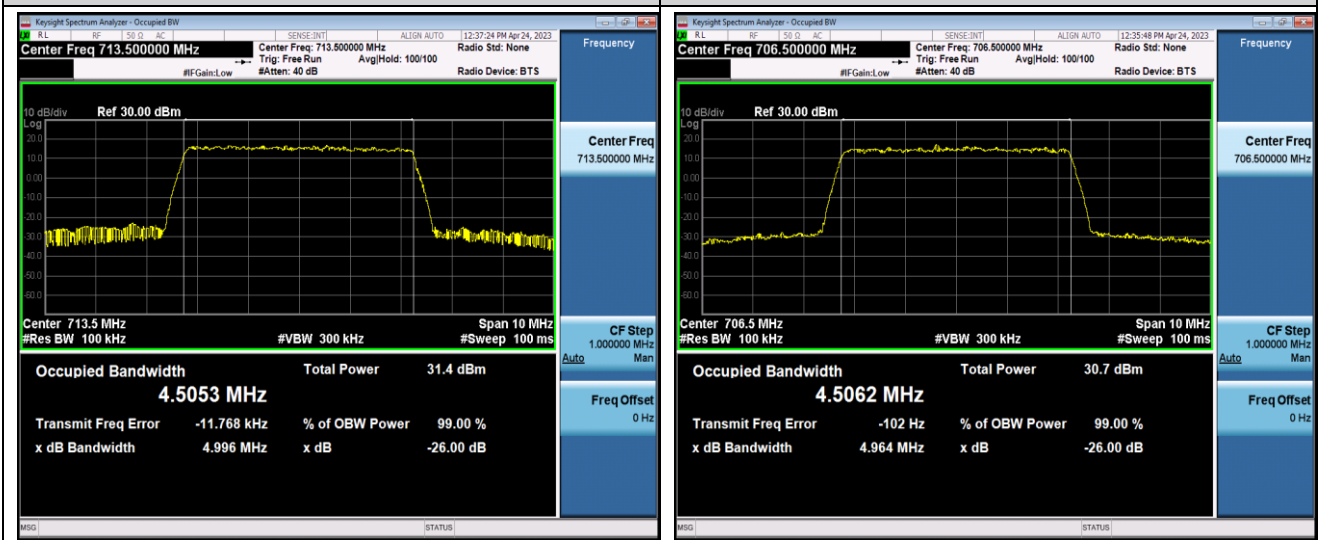 Keysight Spectrum Analyzer - Occupied BW
LXI RL RF 50 Ω AC SENSE:INT ALIGN AUTO 12:37:24 PM Apr 24, 2023
Center Freq 713.500000 MHz
Center Freq: 713.500000 MHz Radio Std: None
Trig: Free Run Avg|Hold: 100/100
#IFGain:Low #Atten: 40 dB Radio Device: BTS
10 dB/div Ref 30.00 dBm
Log
20.0
10.0
0.00
-10.0
-20.0
-30.0
-40.0
-50.0
-60.0
Center 713.5 MHz Span 10 MHz
#Res BW 100 kHz #VBW 300 kHz #Sweep 100 ms
Occupied Bandwidth Total Power 31.4 dBm
4.5053 MHz
Transmit Freq Error -11.768 kHz % of OBW Power 99.00 %
x dB Bandwidth 4.996 MHz x dB -26.00 dB
MSG STATUS
Frequency
Center Freq
713.500000 MHz
CF Step
1.000000 MHz
Auto Man
Freq Offset
0 Hz
Keysight Spectrum Analyzer - Occupied BW
LXI RL RF 50 Ω AC SENSE:INT ALIGN AUTO 12:35:48 PM Apr 24, 2023
Center Freq 706.500000 MHz
Center Freq: 706.500000 MHz Radio Std: None
Trig: Free Run Avg|Hold: 100/100
#IFGain:Low #Atten: 40 dB Radio Device: BTS
10 dB/div Ref 30.00 dBm
Log
20.0
10.0
0.00
-10.0
-20.0
-30.0
-40.0
-50.0
-60.0
Center 706.5 MHz Span 10 MHz
#Res BW 100 kHz #VBW 300 kHz #Sweep 100 ms
Occupied Bandwidth Total Power 30.7 dBm
4.5062 MHz
Transmit Freq Error -102 Hz % of OBW Power 99.00 %
x dB Bandwidth 4.964 MHz x dB -26.00 dB
MSG STATUS
Frequency
Center Freq
706.500000 MHz
CF Step
1.000000 MHz
Auto Man
Freq Offset
0 Hz